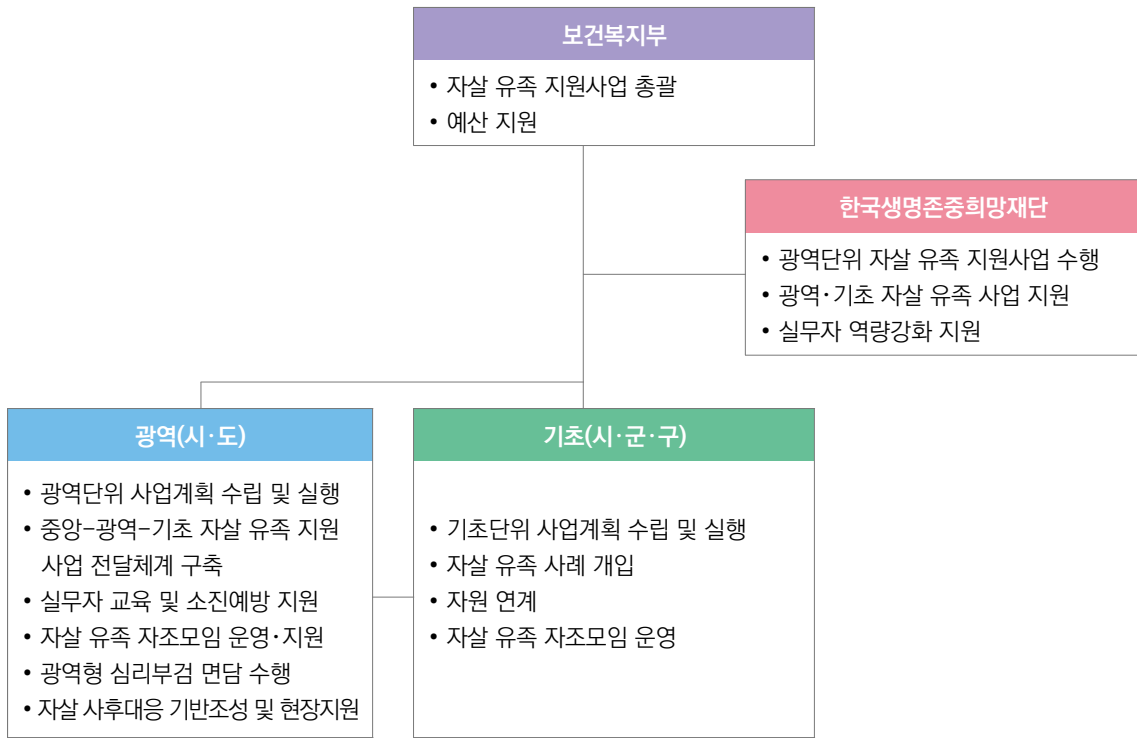 보건복지부
• 자살 유족 지원사업 총괄
• 예산 지원
한국생명존중희망재단
• 광역단위 자살 유족 지원사업 수행
• 광역·기초 자살 유족 사업 지원
• 실무자 역량강화 지원
광역(시·도)
• 광역단위 사업계획 수립 및 실행
• 중앙-광역-기초 자살 유족 지원
사업 전달체계 구축
• 실무자 교육 및 소진예방 지원
• 자살 유족 자조모임 운영·지원
• 광역형 심리부검 면담 수행
• 자살 사후대응 기반조성 및 현장지원
기초(시·군·구)
• 기초단위 사업계획 수립 및 실행
• 자살 유족 사례 개입
• 자원 연계
• 자살 유족 자조모임 운영